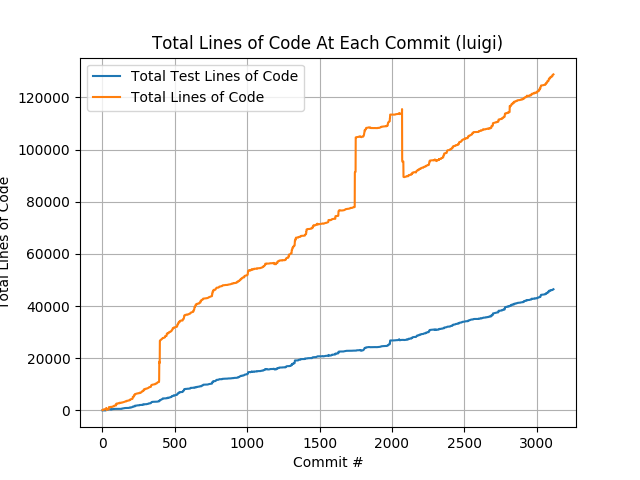 Total Lines of Code At Each Commit (luigi)
Total Test Lines of Code
Total Lines of Code
120000
100000
80000
60000
40000
20000
0
Total Lines of Code
0 500 1000 1500 2000 2500 3000
Commit #